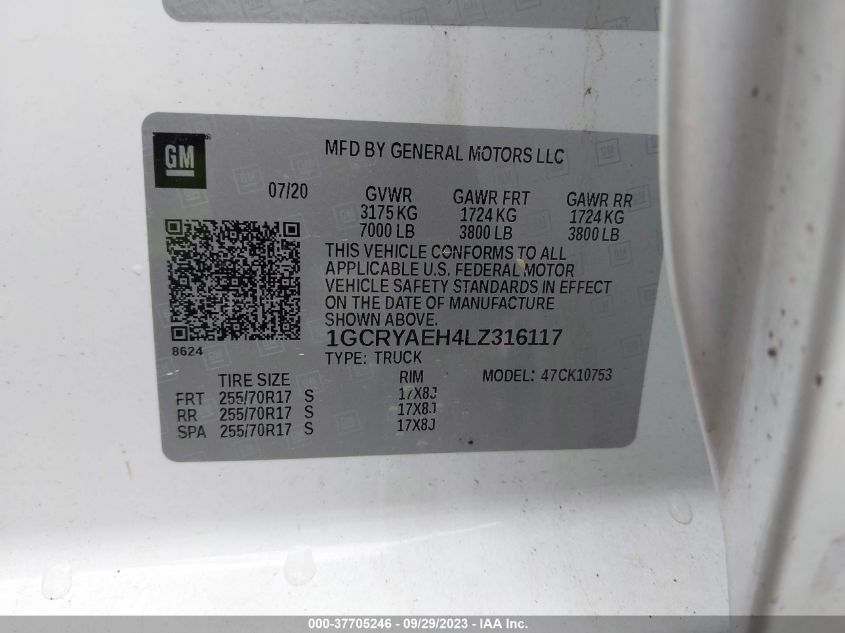 GM
MFD BY GENERAL MOTORS LLC
07/20 GVWR GAWR FRT GAWR RR
3175 KG 1724 KG 1724 KG
7000 LB 3800 LB 3800 LB
THIS VEHICLE CONFORMS TO ALL
APPLICABLE U.S. FEDERAL MOTOR
VEHICLE SAFETY STANDARDS IN EFFECT
ON THE DATE OF MANUFACTURE
SHOWN ABOVE.
8624
1GCRYAEH4LZ316117
TYPE: TRUCK
TIRE SIZE RIM MODEL: 47CK10753
FRT 255/70R17 S 17X8J
RR 255/70R17 S 17X8J
SPA 255/70R17 S 17X8J
000-37705246 - 09/29/2023 - IAA Inc.